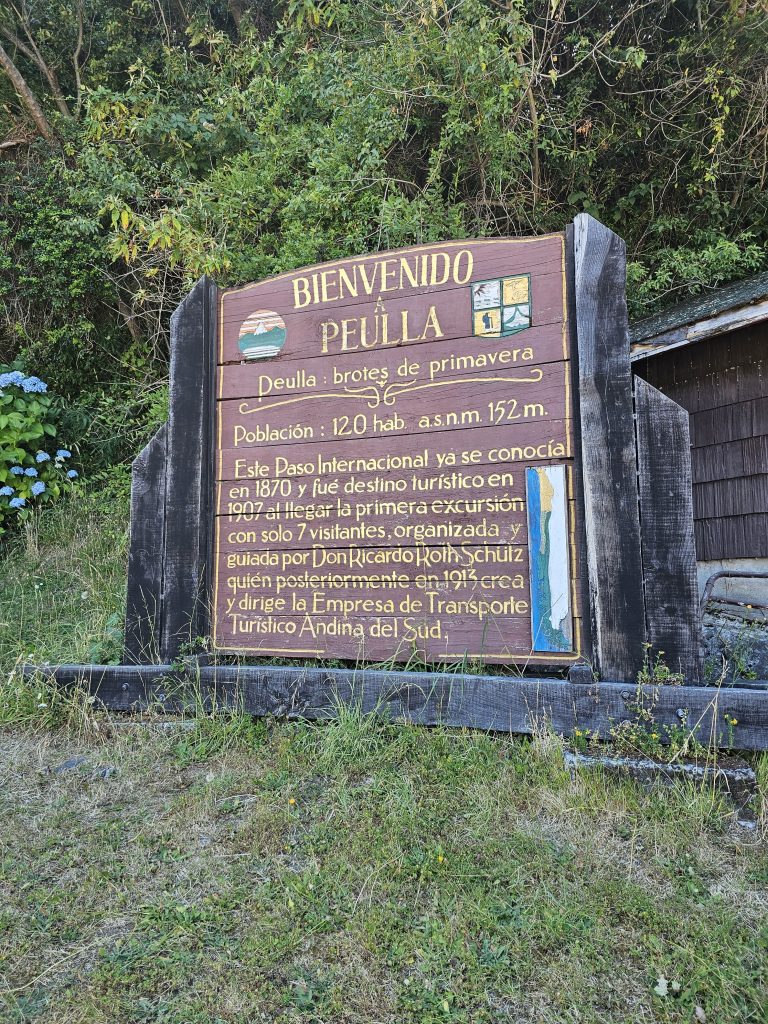 BIENVENIDO
A
PEULLA
Peulla : brotes de primavera
Población : 120 hab. a.s.n.m. 152 m.
Este Paso Internacional ya se conocía
en 1870 y fué destino turístico en
1907 al llegar la primera excursión
con solo 7 visitantes, organizada y
guiada por Don Ricardo Roth Schütz
quién posteriormente en 1913 crea
y dirige la Empresa de Transporte
Turístico Andina del Sud,